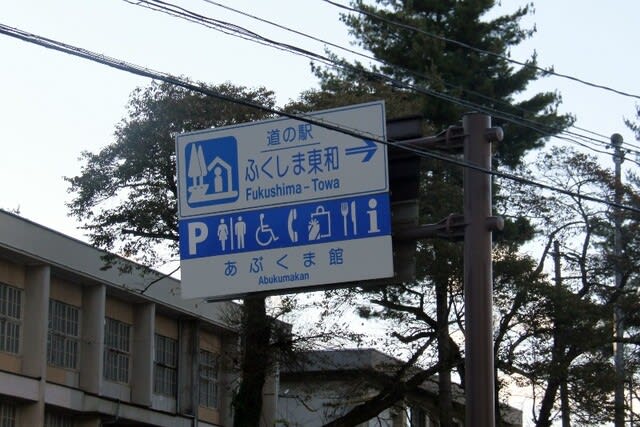 道の駅
ふくしま東和
Fukushima-Towa
P
あぶくま館
Abukumakan